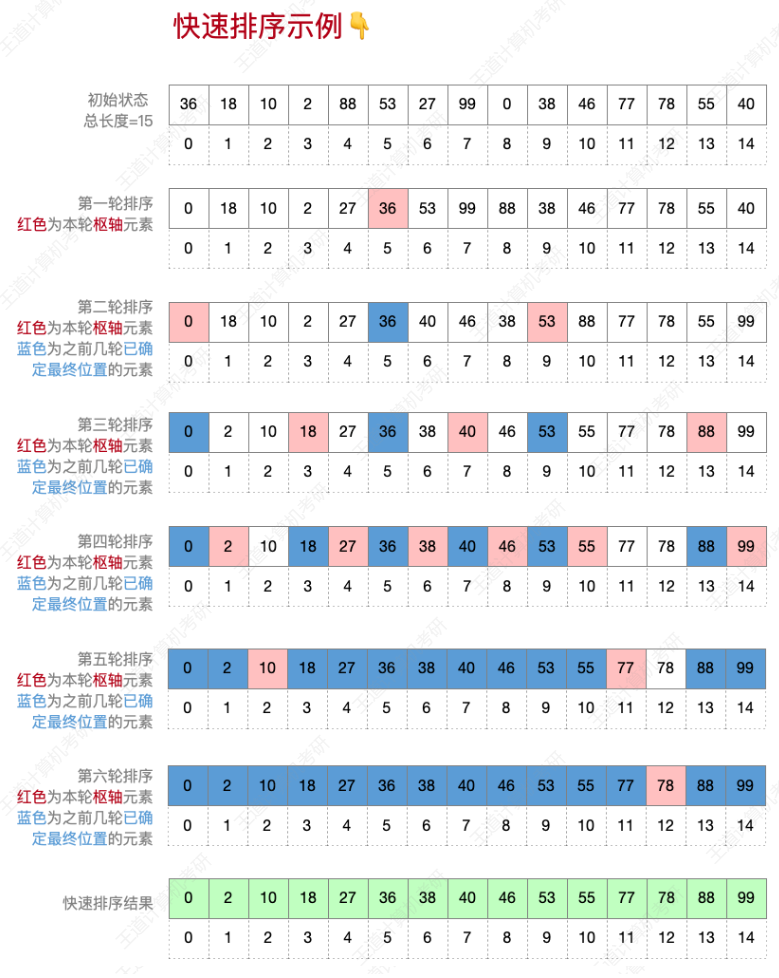 快速排序示例👇
初始状态
总长度=15
36 18 10 2 88 53 27 99 0 38 46 77 78 55 40
0 1 2 3 4 5 6 7 8 9 10 11 12 13 14
第一轮排序
红色为本轮枢轴元素
0 18 10 2 27 36 53 99 88 38 46 77 78 55 40
0 1 2 3 4 5 6 7 8 9 10 11 12 13 14
第二轮排序
红色为本轮枢轴元素
蓝色为之前几轮已确
定最终位置的元素
0 18 10 2 27 36 40 46 38 53 88 77 78 55 99
0 1 2 3 4 5 6 7 8 9 10 11 12 13 14
第三轮排序
红色为本轮枢轴元素
蓝色为之前几轮已确
定最终位置的元素
0 2 10 18 27 36 38 40 46 53 55 77 78 88 99
0 1 2 3 4 5 6 7 8 9 10 11 12 13 14
第四轮排序
红色为本轮枢轴元素
蓝色为之前几轮已确
定最终位置的元素
0 2 10 18 27 36 38 40 46 53 55 77 78 88 99
0 1 2 3 4 5 6 7 8 9 10 11 12 13 14
第五轮排序
红色为本轮枢轴元素
蓝色为之前几轮已确
定最终位置的元素
0 2 10 18 27 36 38 40 46 53 55 77 78 88 99
0 1 2 3 4 5 6 7 8 9 10 11 12 13 14
第六轮排序
红色为本轮枢轴元素
蓝色为之前几轮已确
定最终位置的元素
0 2 10 18 27 36 38 40 46 53 55 77 78 88 99
0 1 2 3 4 5 6 7 8 9 10 11 12 13 14
快速排序结果
0 2 10 18 27 36 38 40 46 53 55 77 78 88 99
0 1 2 3 4 5 6 7 8 9 10 11 12 13 14
王道计算机考研